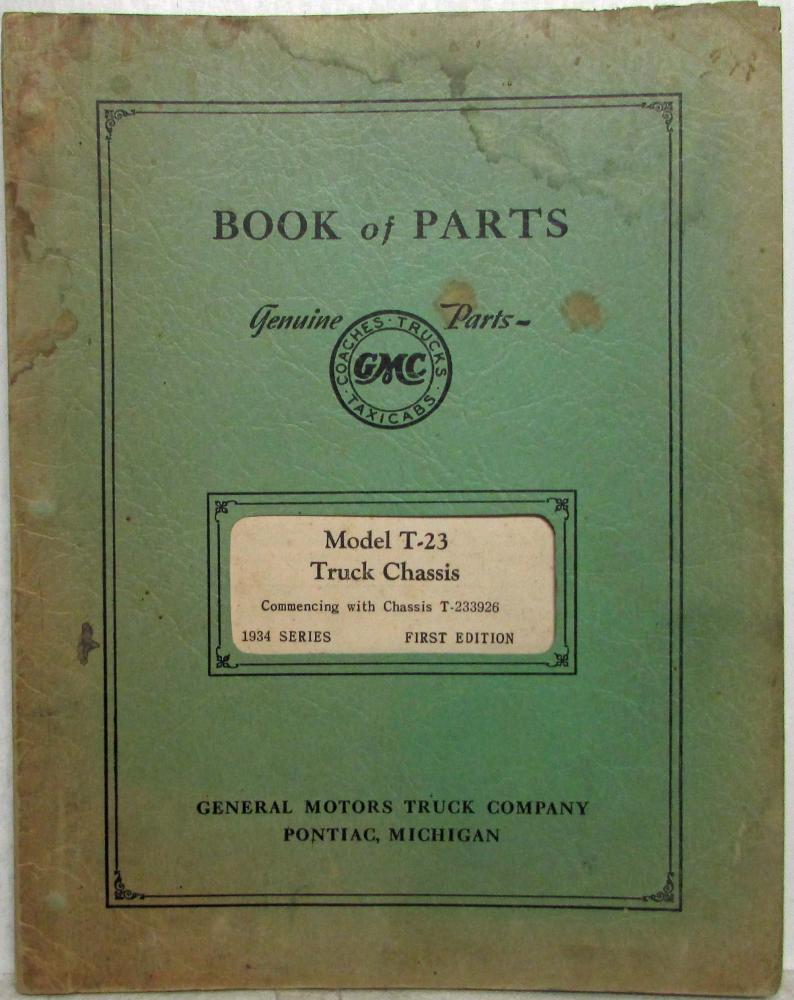 BOOK of PARTS
Genuine Parts-
COACHES · TRUCKS · TAXICABS ·
GMC
Model T-23
Truck Chassis
Commencing with Chassis T-233926
1934 SERIES FIRST EDITION
GENERAL MOTORS TRUCK COMPANY
PONTIAC, MICHIGAN